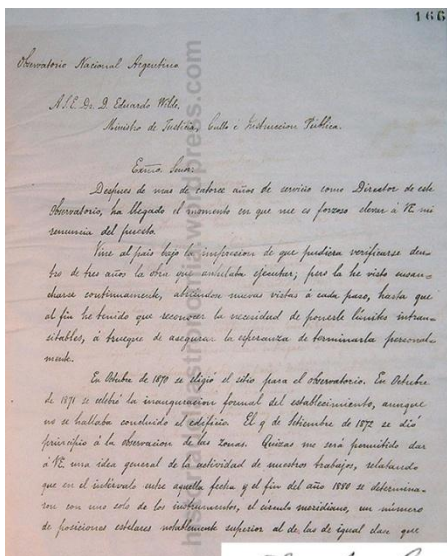 166
Observatorio Nacional Argentino
A.S.E. Dr. D. Eduardo Wilde
Ministro de Justicia, Culto é Instruccion Pública.
Exmo Señor:
Despues de mas de catorce años de servicio como Director de este
Observatorio, ha llegado el momento en que me es forzoso elevar á VE mi
renuncia del puesto.
Vine al pais bajo la impresion de que pudiera verificarse den-
tro de tres años la obra que anhelaba ejecutar; pero la he visto ensan-
charse continuamente, abriendose nuevas vistas á cada paso, hasta que
al fin he tenido que reconocer la necesidad de ponerle límites intran-
sitables, á trueque de asegurar la esperanza de terminarla personal-
mente.
En Octubre de 1870 se eligió el sitio para el observatorio. En Octubre
de 1871 se celebró la inauguracion formal del establecimiento, aunque
no se hallaba concluido el edificio. El 9 de Setiembre de 1872 se dió
principio á la observacion de las zonas. Quizas me será permitido dar
á VE. una idea general de la actividad de nuestros trabajos, relatando
que en el intérvalo entre aquella fecha y el fin del año 1880 se determina-
ron con uno solo de los instrumentos, el círculo meridiano, un número
de posiciones estelares notablemente superior al de las de igual clase que
historiadelaastronomia.wordpress.com